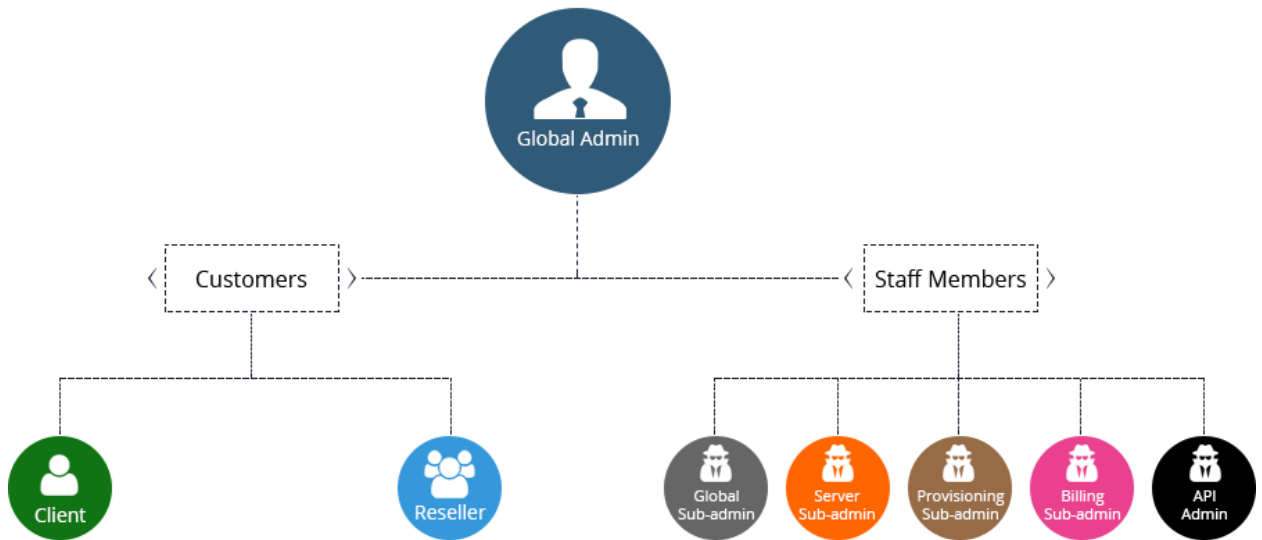 Global Admin
Customers
Staff Members
Client
Reseller
Global
Sub-admin
Server
Sub-admin
Provisioning
Sub-admin
Billing
Sub-admin
API
Admin